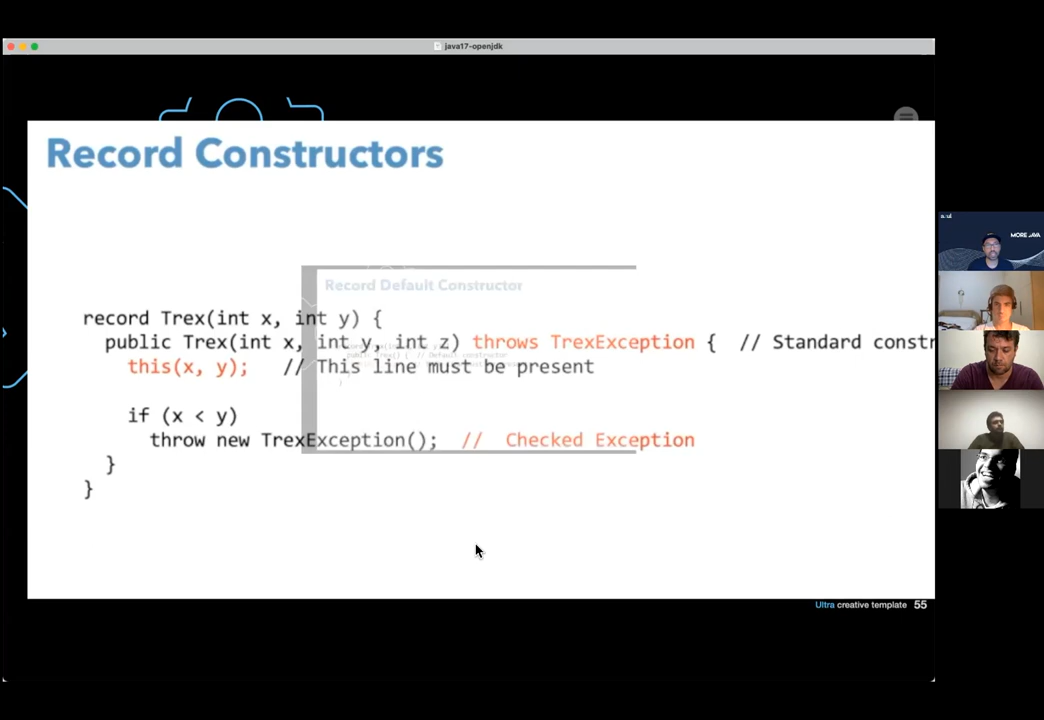 java17-openjdk
Record Constructors
Record Default Constructor
record Trex(int x, int y) {
public Trex(int x, int y, int z) throws TrexException { // Standard constr
this(x, y); // This line must be present
if (x < y)
throw new TrexException(); // Checked Exception
}
}
Ultra creative template 55
MORE JAVA